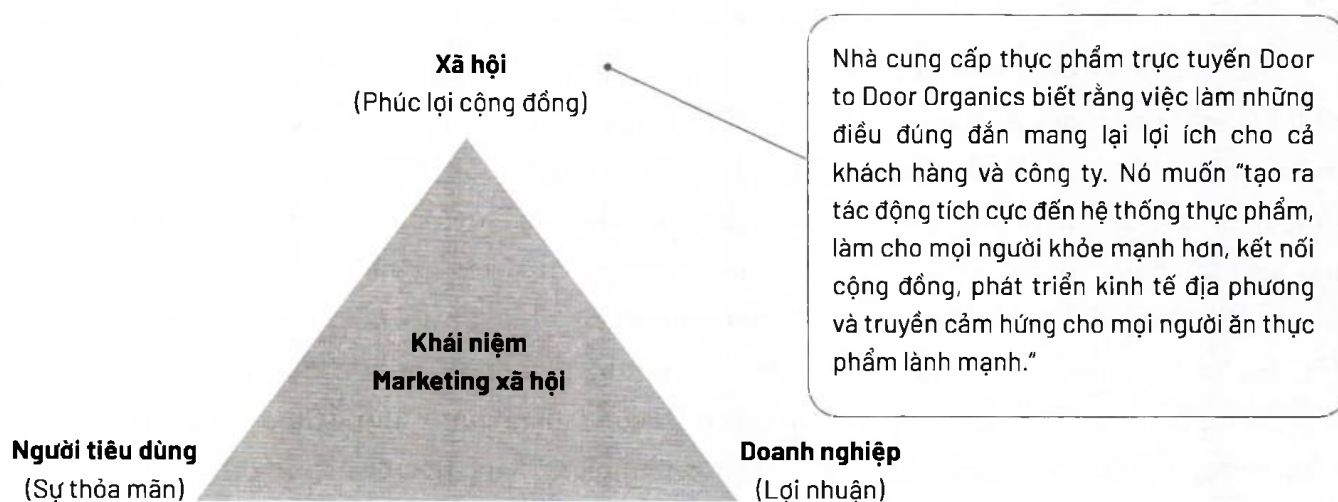 Xã hội
(Phúc lợi cộng đồng)
Nhà cung cấp thực phẩm trực tuyến Door
to Door Organics biết rằng việc làm những
điều đúng đắn mang lại lợi ích cho cả
khách hàng và công ty. Nó muốn "tạo ra
tác động tích cực đến hệ thống thực phẩm,
làm cho mọi người khỏe mạnh hơn, kết nối
cộng đồng, phát triển kinh tế địa phương
và truyền cảm hứng cho mọi người ăn thực
phẩm lành mạnh."
Khái niệm
Marketing xã hội
Người tiêu dùng
(Sự thỏa mãn)
Doanh nghiệp
(Lợi nhuận)